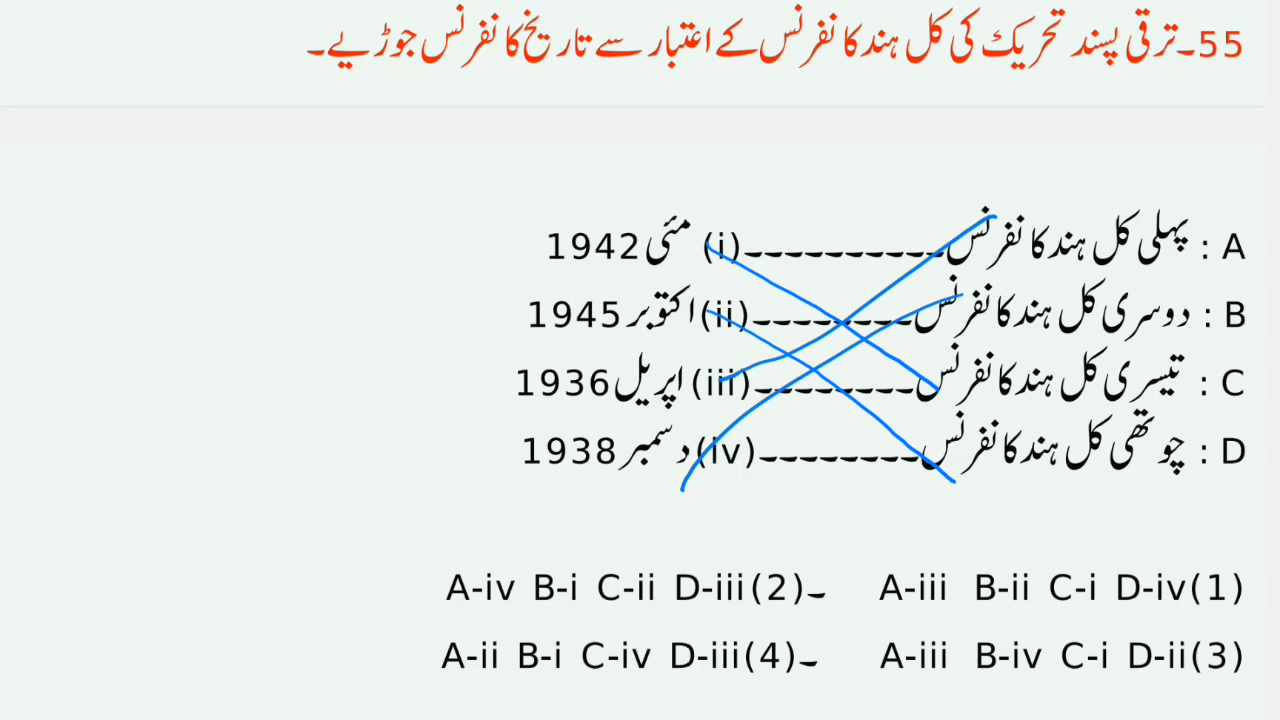 55۔ترقی پسند تحریک کی کل ہند کانفرنس کے اعتبار سے تاریخ کانفرنس جوڑیے۔
A : پہلی کل ہند کانفرنس۔۔۔۔۔۔۔۔۔۔(i) مئی 1942
B : دوسری کل ہند کانفرنس۔۔۔۔۔۔۔۔(ii) اکتوبر 1945
C : تیسری کل ہند کانفرنس۔۔۔۔۔۔۔۔(iii) اپریل 1936
D : چوتھی کل ہند کانفرنس۔۔۔۔۔۔۔۔(iv) دسمبر 1938
A-iii B-ii C-i D-iv(1) ۔ A-iv B-i C-ii D-iii(2)
A-iii B-iv C-i D-ii(3) ۔ A-ii B-i C-iv D-iii(4)